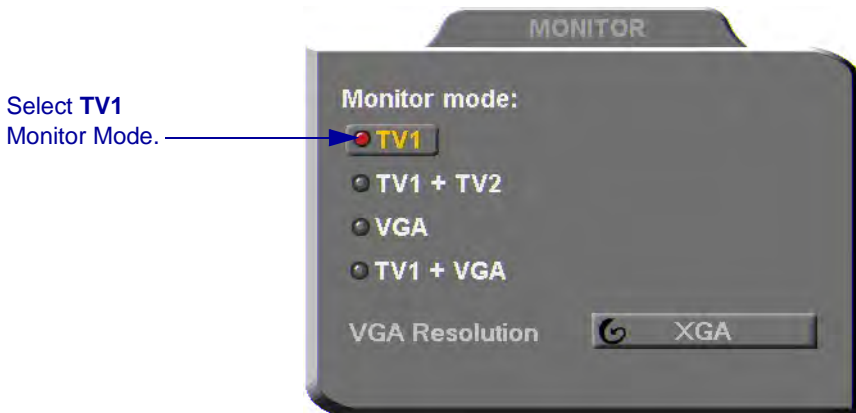 MONITOR
Monitor mode:
Select TV1
Monitor Mode.
TV1
TV1 + TV2
VGA
TV1 + VGA
VGA Resolution
XGA